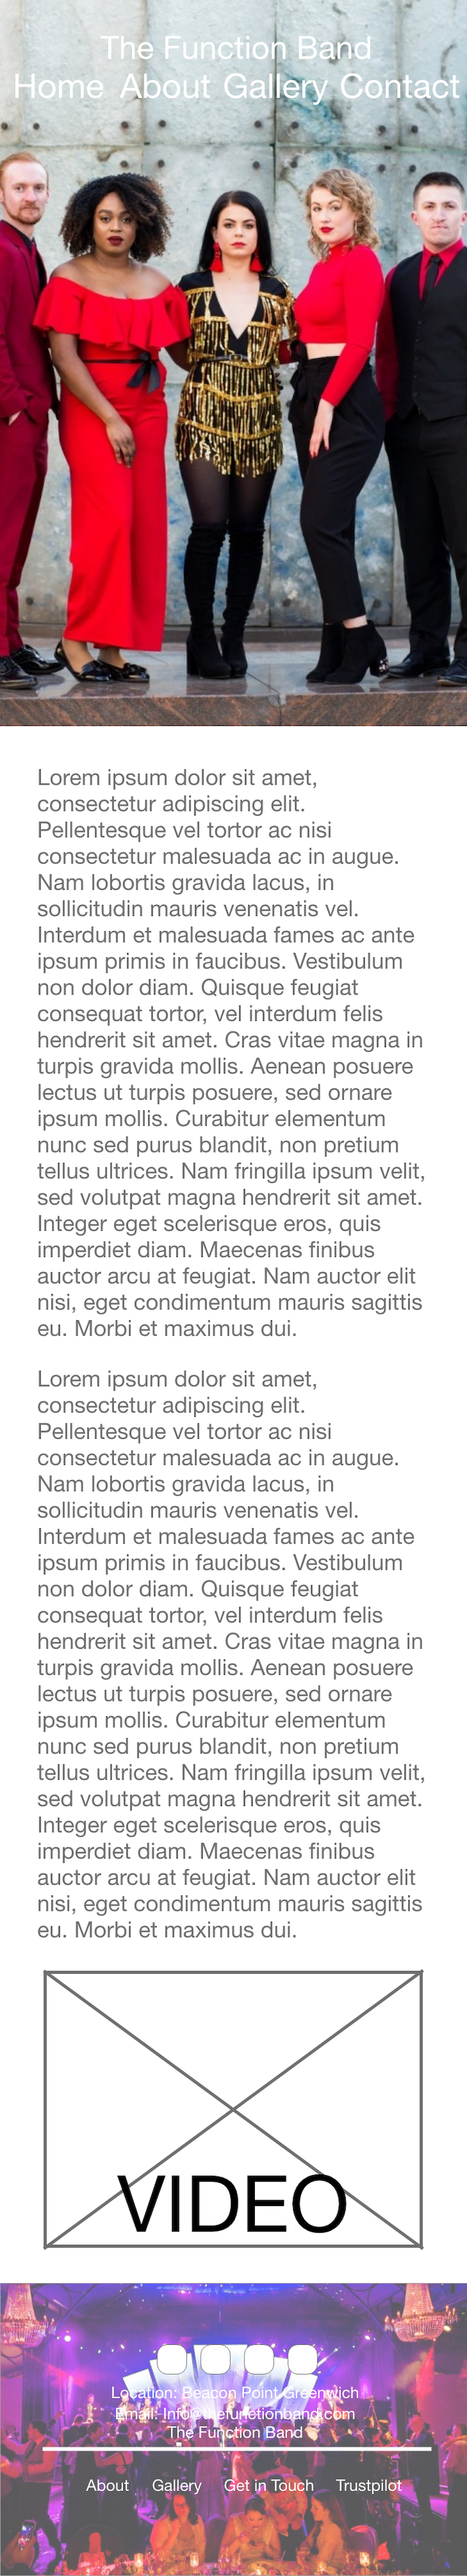 The Function Band
Home About Gallery Contact
Lorem ipsum dolor sit amet,
consectetur adipiscing elit.
Pellentesque vel tortor ac nisi
consectetur malesuada ac in augue.
Nam lobortis gravida lacus, in
sollicitudin mauris venenatis vel.
Interdum et malesuada fames ac ante
ipsum primis in faucibus. Vestibulum
non dolor diam. Quisque feugiat
consequat tortor, vel interdum felis
hendrerit sit amet. Cras vitae magna in
turpis gravida mollis. Aenean posuere
lectus ut turpis posuere, sed ornare
ipsum mollis. Curabitur elementum
nunc sed purus blandit, non pretium
tellus ultrices. Nam fringilla ipsum velit,
sed volutpat magna hendrerit sit amet.
Integer eget scelerisque eros, quis
imperdiet diam. Maecenas finibus
auctor arcu at feugiat. Nam auctor elit
nisi, eget condimentum mauris sagittis
eu. Morbi et maximus dui.
Lorem ipsum dolor sit amet,
consectetur adipiscing elit.
Pellentesque vel tortor ac nisi
consectetur malesuada ac in augue.
Nam lobortis gravida lacus, in
sollicitudin mauris venenatis vel.
Interdum et malesuada fames ac ante
ipsum primis in faucibus. Vestibulum
non dolor diam. Quisque feugiat
consequat tortor, vel interdum felis
hendrerit sit amet. Cras vitae magna in
turpis gravida mollis. Aenean posuere
lectus ut turpis posuere, sed ornare
ipsum mollis. Curabitur elementum
nunc sed purus blandit, non pretium
tellus ultrices. Nam fringilla ipsum velit,
sed volutpat magna hendrerit sit amet.
Integer eget scelerisque eros, quis
imperdiet diam. Maecenas finibus
auctor arcu at feugiat. Nam auctor elit
nisi, eget condimentum mauris sagittis
eu. Morbi et maximus dui.
VIDEO
Location: Beacon Point Greenwich
Email: Info@thefunctionband.com
The Function Band
About Gallery Get in Touch Trustpilot